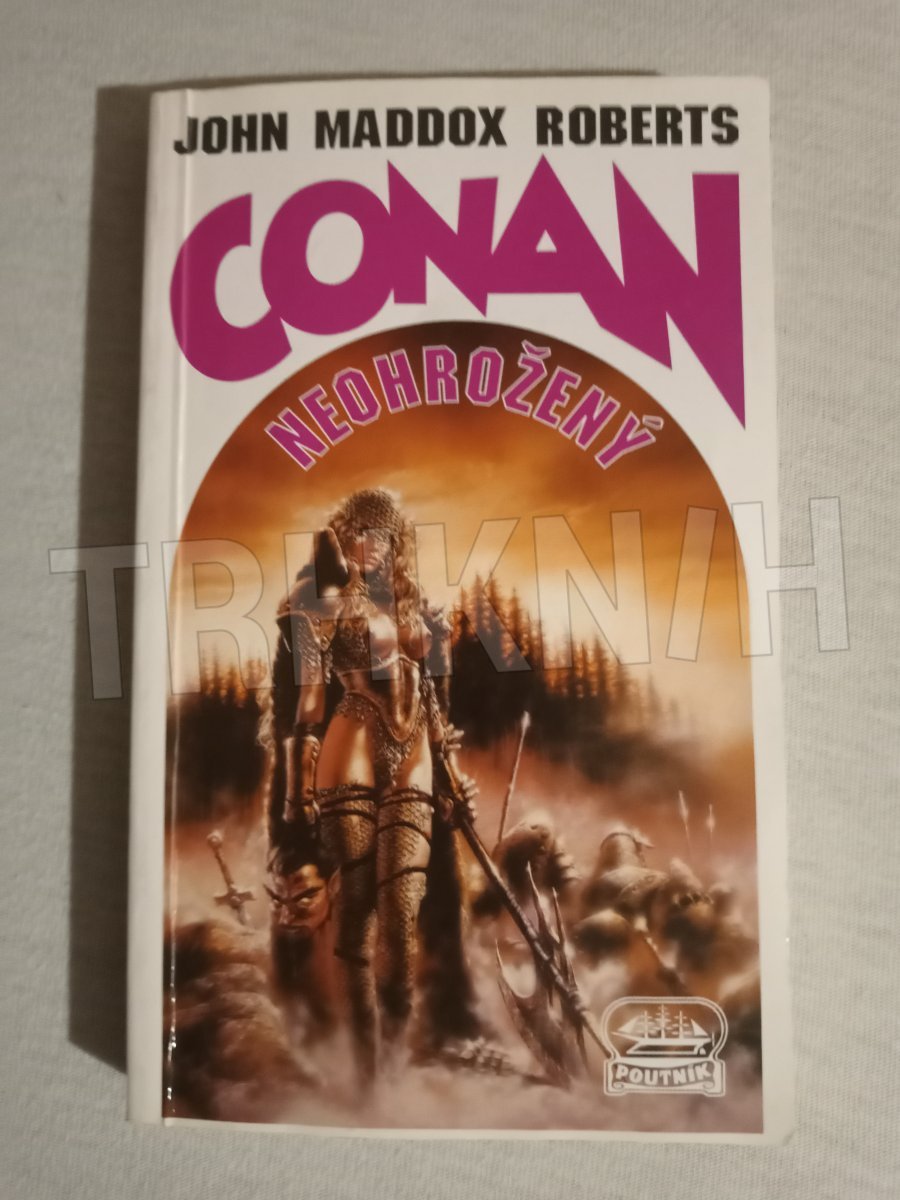 JOHN MADDOX ROBERTS
CONAN
NEOHROŽENÝ
TRHKNIH
POUTNÍK